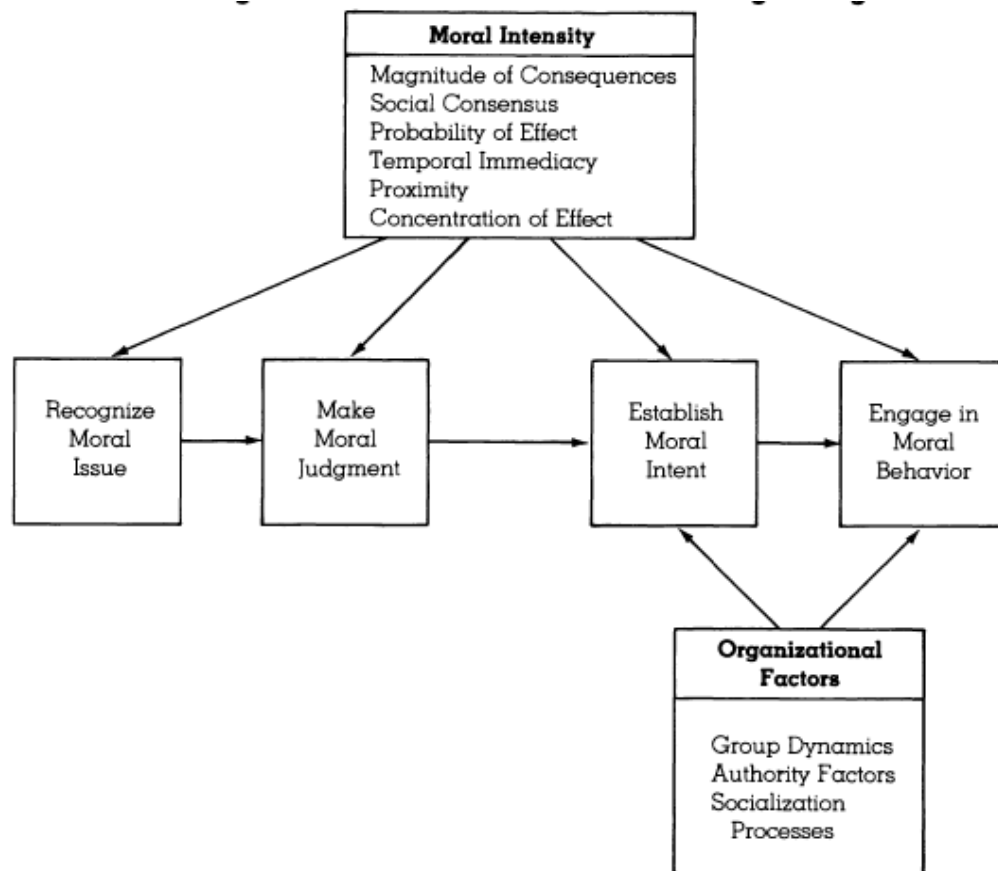 Moral Intensity
Magnitude of Consequences
Social Consensus
Probability of Effect
Temporal Immediacy
Proximity
Concentration of Effect
Recognize
Moral
Issue
Make
Moral
Judgment
Establish
Moral
Intent
Engage in
Moral
Behavior
Organizational
Factors
Group Dynamics
Authority Factors
Socialization
Processes